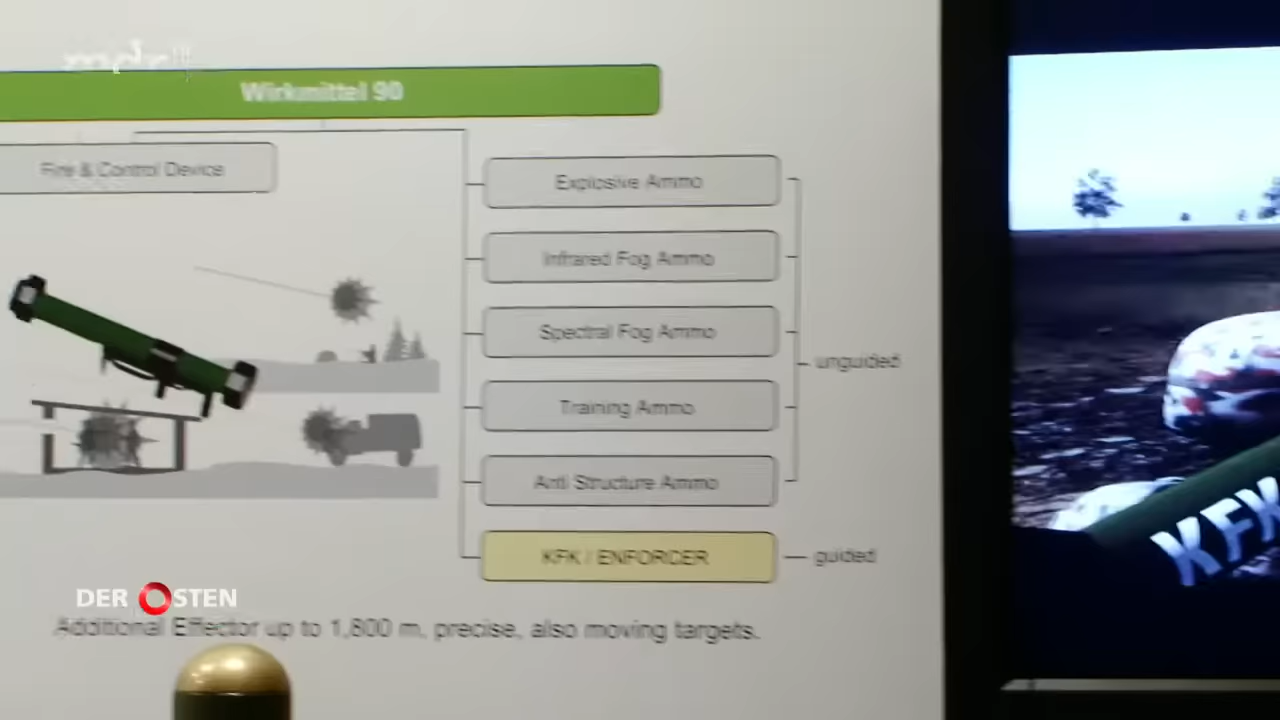 mdr
Wirkmittel 90
Fire & Control Device
Explosive Ammo
Infrared Fog Ammo
Spectral Fog Ammo
unguided
Training Ammo
Anti Structure Ammo
KFK / ENFORCER
guided
DER OSTEN
Additional Effector up to 1,800 m, precise, also moving targets.
KFK